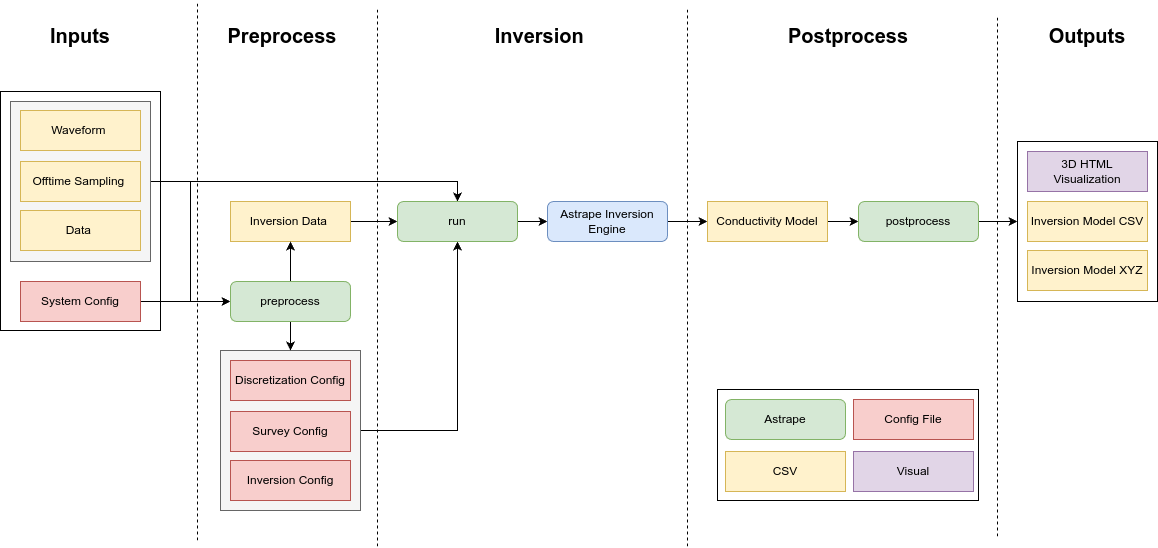 Inputs
Preprocess
Inversion
Postprocess
Outputs
Waveform
Offtime Sampling
Data
System Config
Inversion Data
preprocess
Discretization Config
Survey Config
Inversion Config
run
Astrape Inversion
Engine
Conductivity Model
postprocess
3D HTML
Visualization
Inversion Model CSV
Inversion Model XYZ
Astrape
Config File
CSV
Visual